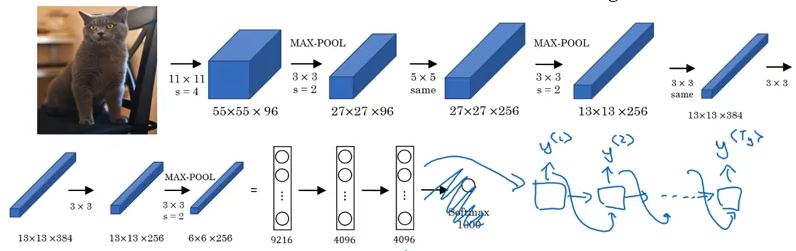 MAX-POOL
MAX-POOL
11 × 11
s = 4
3 × 3
s = 2
5 × 5
same
3 × 3
s = 2
3 × 3
same
3 × 3
55×55 × 96
27×27 ×96
27×27 ×256
13×13 ×256
13×13 ×384
y<1>
y<2>
y<Ty>
MAX-POOL
3 × 3
3 × 3
s = 2
=
13×13 ×384
13×13 ×256
6×6 ×256
9216
4096
4096
Softmax
1000